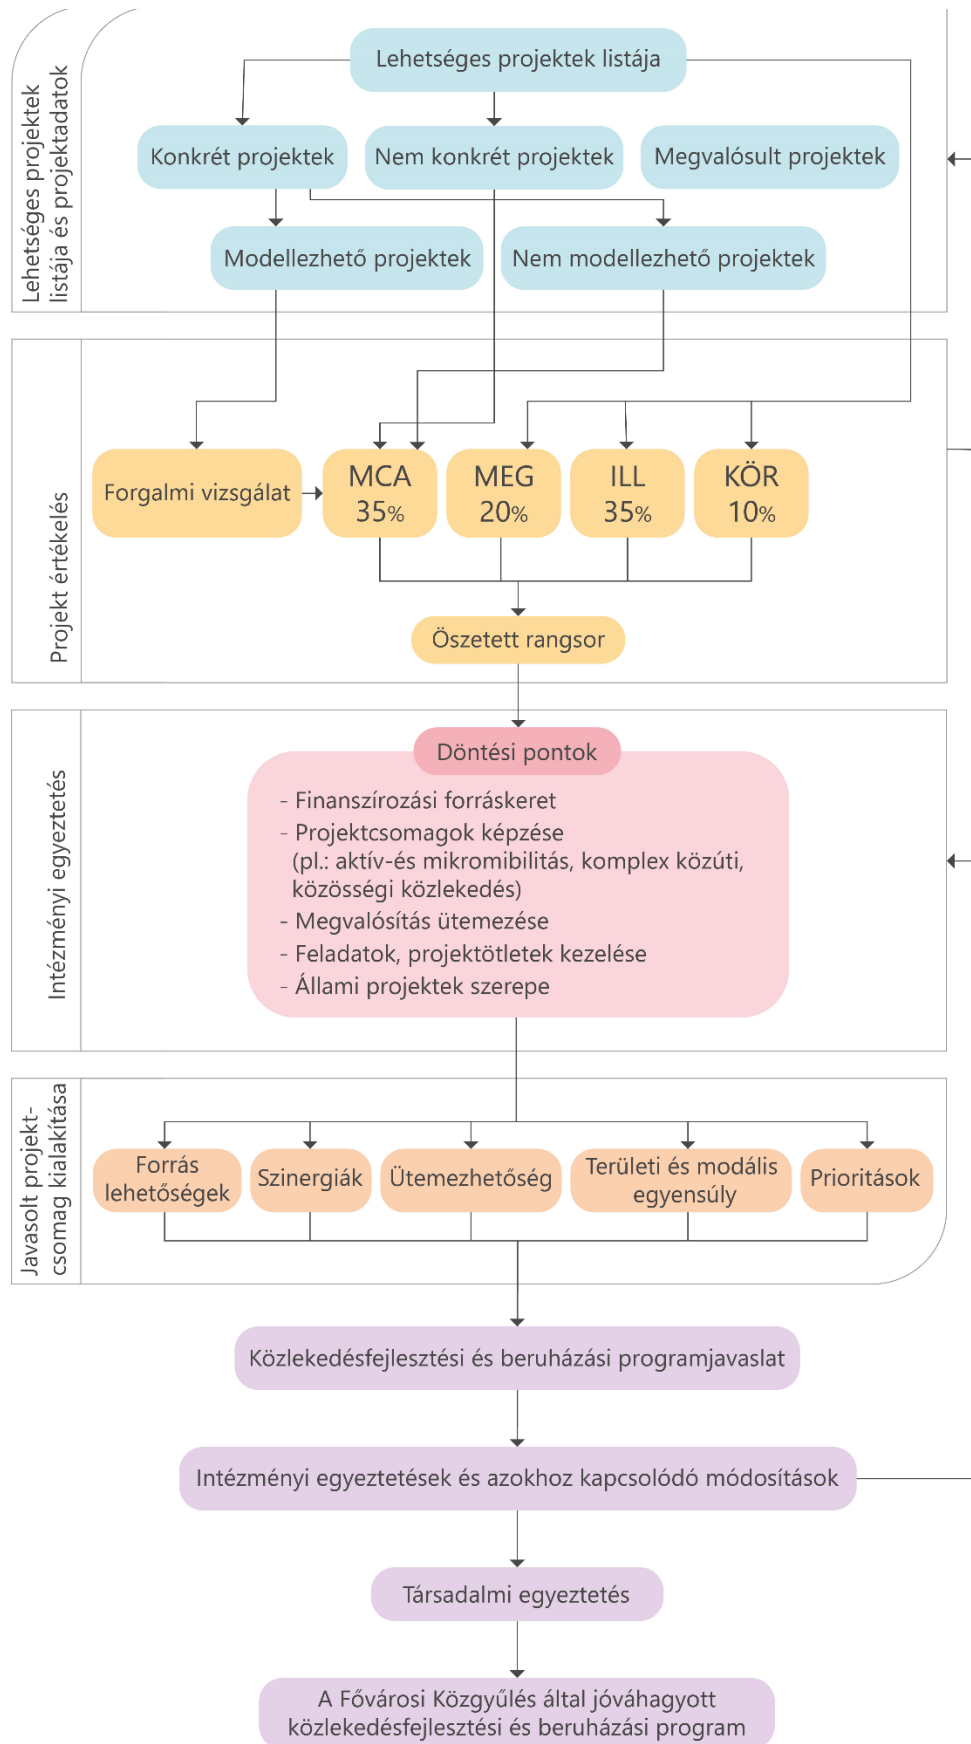 Lehetséges projektek
listája és projektadatok
Lehetséges projektek listája
Konkrét projektek
Nem konkrét projektek
Megvalósult projektek
Modellezhető projektek
Nem modellezhető projektek
Projekt értékelés
Forgalmi vizsgálat
MCA
35%
MEG
20%
ILL
35%
KÖR
10%
Öszetett rangsor
Intézményi egyeztetés
Döntési pontok
- Finanszírozási forráskeret
- Projektcsomagok képzése
(pl.: aktív-és mikromibilitás, komplex közúti,
közösségi közlekedés)
- Megvalósítás ütemezése
- Feladatok, projektötletek kezelése
- Állami projektek szerepe
Javasolt projekt-
csomag kialakítása
Forrás
lehetőségek
Szinergiák
Ütemezhetőség
Területi és modális
egyensúly
Prioritások
Közlekedésfejlesztési és beruházási programjavaslat
Intézményi egyeztetések és azokhoz kapcsolódó módosítások
Társadalmi egyeztetés
A Fővárosi Közgyűlés által jóváhagyott
közlekedésfejlesztési és beruházási program